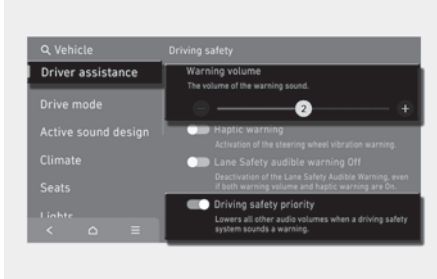 Vehicle
Driving safety
Driver assistance
Warning volume
The volume of the warning sound.
2
Drive mode
Haptic warning
Activation of the steering wheel vibration warning.
Active sound design
Lane Safety audible warning Off
Deactivation of the Lane Safety Audible Warning, even
if both warning volume and haptic warning are On.
Climate
Seats
Driving safety priority
Lowers all other audio volumes when a driving safety
system sounds a warning.
Lights